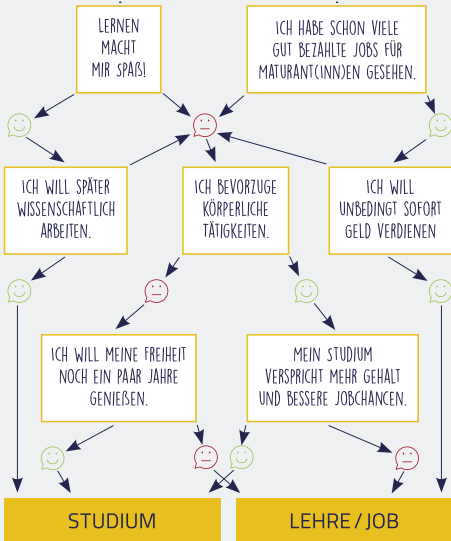 LERNEN
MACHT
MIR SPAẞ!
ICH HABE SCHON VIELE
GUT BEZAHLTE JOBS FÜR
MATURANT(INN)EN GESEHEN.
ICH WILL SPÄTER
WISSENSCHAFTLICH
ARBEITEN.
ICH BEVORZUGE
KÖRPERLICHE
TÄTIGKEITEN.
ICH WILL
UNBEDINGT SOFORT
GELD VERDIENEN
ICH WILL MEINE FREIHEIT
NOCH EIN PAAR JAHRE
GENIEẞEN.
MEIN STUDIUM
VERSPRICHT MEHR GEHALT
UND BESSERE JOBCHANCEN.
STUDIUM
LEHRE / JOB